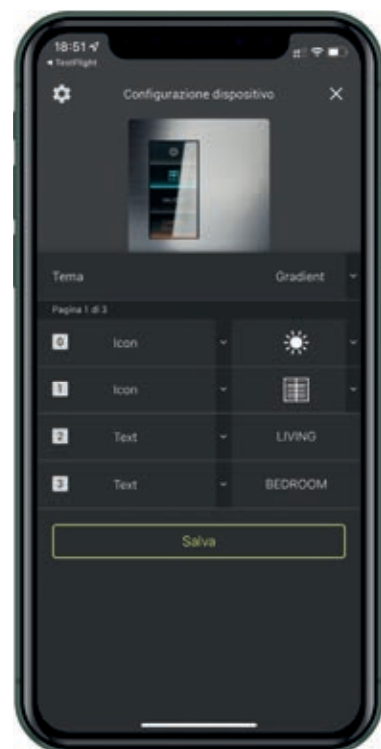 18:51
◂ TestFlight
Configurazione dispositivo
Tema Gradient
Pagina 1 di 3
0 Icon
1 Icon
2 Text LIVING
3 Text BEDROOM
Salva